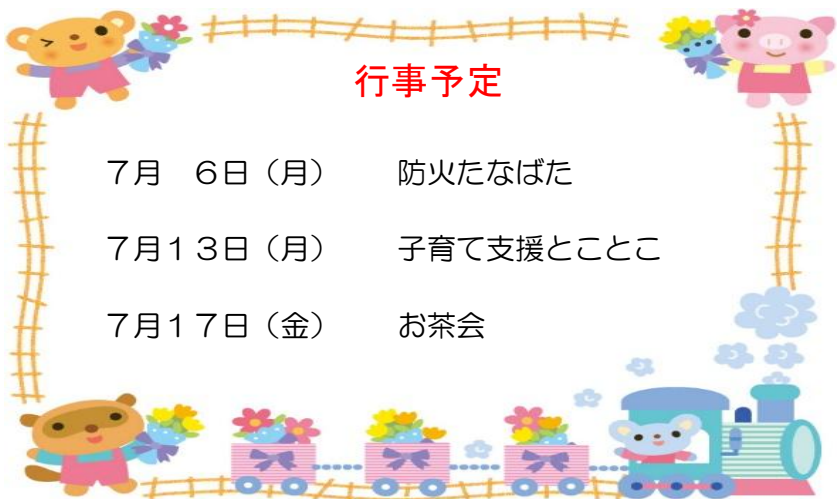 行事予定
７月　６日（月）　　防火たなばた
７月１３日（月）　　子育て支援とことこ
７月１７日（金）　　お茶会